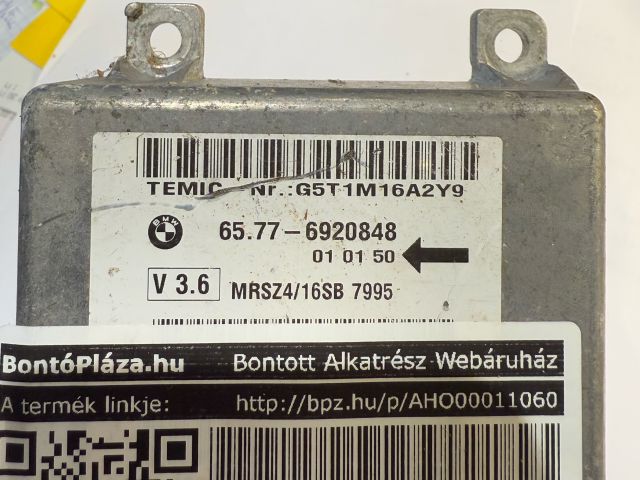 TEMIC Nr.:G5T1M16A2Y9
BMW
65.77-6920848
01 01 50
V 3.6 MRSZ4/16SB 7995
BontóPláza.hu Bontott Alkatrész Webáruház
A termék linkje: http://bpz.hu/p/AHO00011060